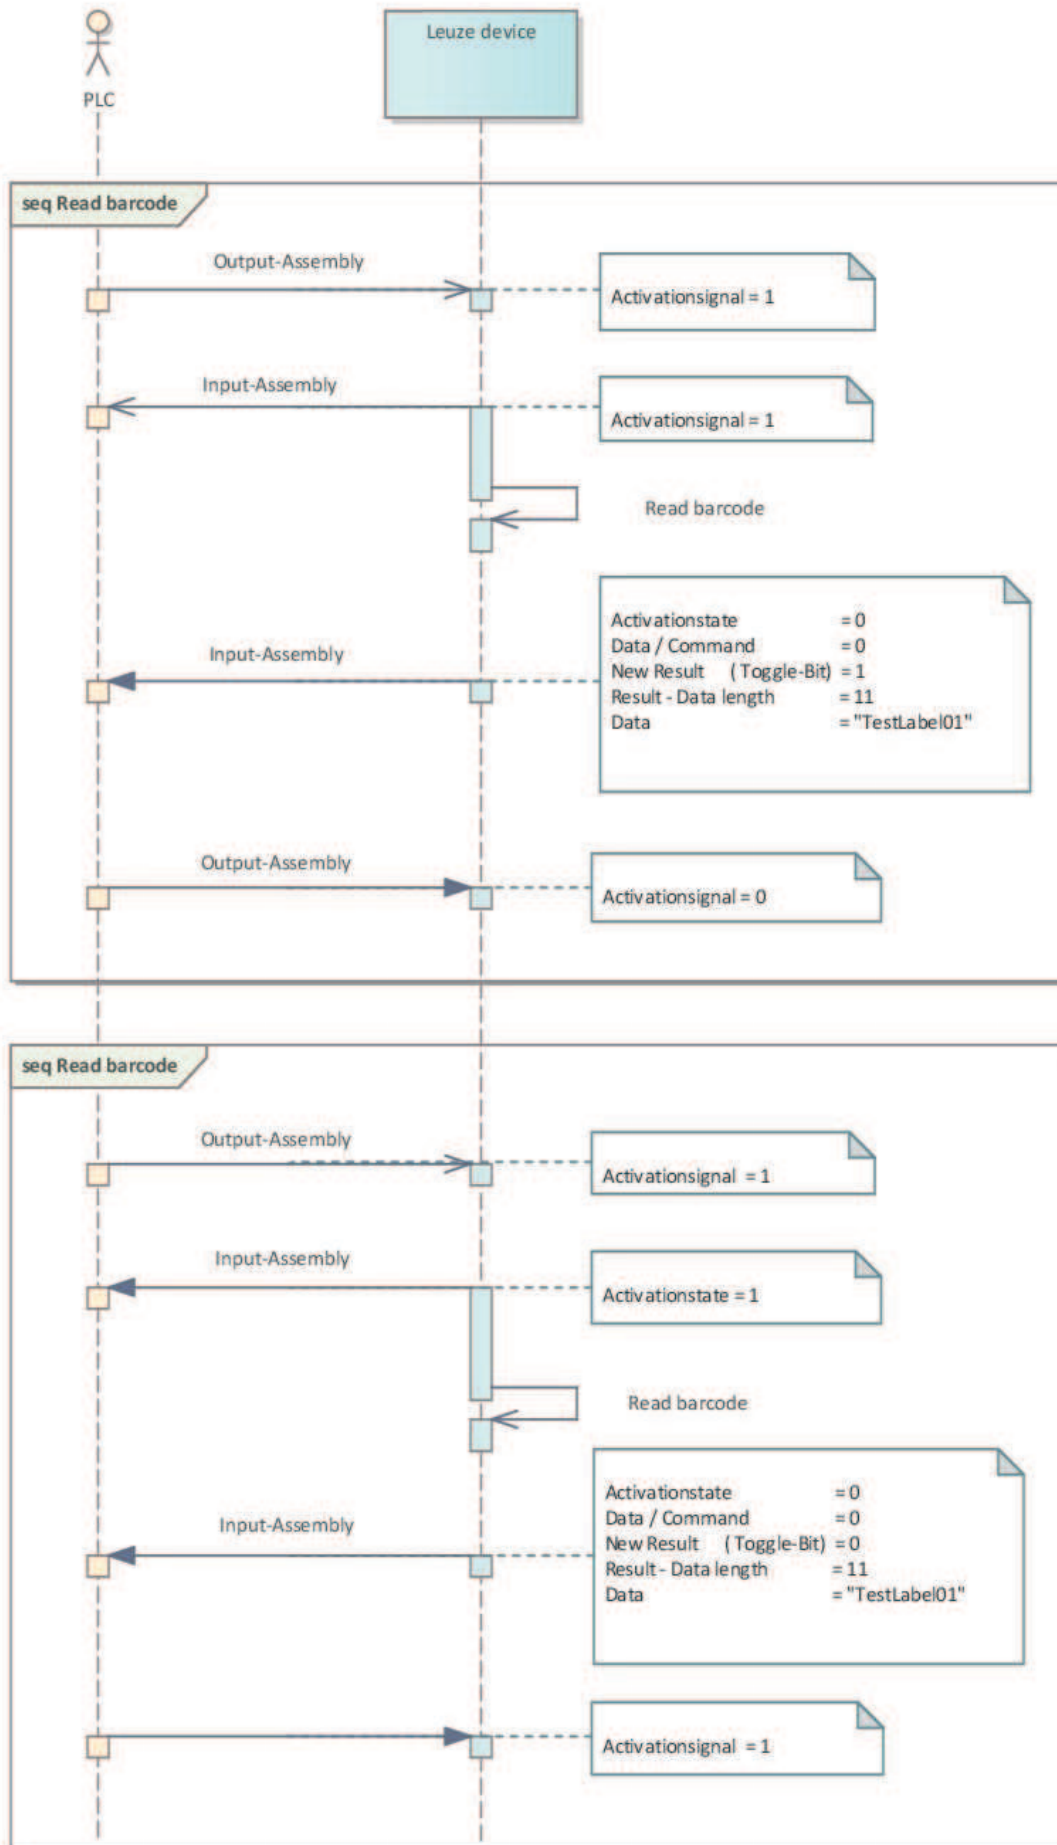 Leuze device
PLC
seq Read barcode
Output-Assembly
Activationsignal = 1
Input-Assembly
Activationsignal = 1
Read barcode
Input-Assembly
Activationstate = 0
Data / Command = 0
New Result ( Toggle-Bit) = 1
Result - Data length = 11
Data = "TestLabel01"
Output-Assembly
Activationsignal = 0
seq Read barcode
Output-Assembly
Activationsignal = 1
Input-Assembly
Activationstate = 1
Read barcode
Input-Assembly
Activationstate = 0
Data / Command = 0
New Result ( Toggle-Bit) = 0
Result - Data length = 11
Data = "TestLabel01"
Activationsignal = 1